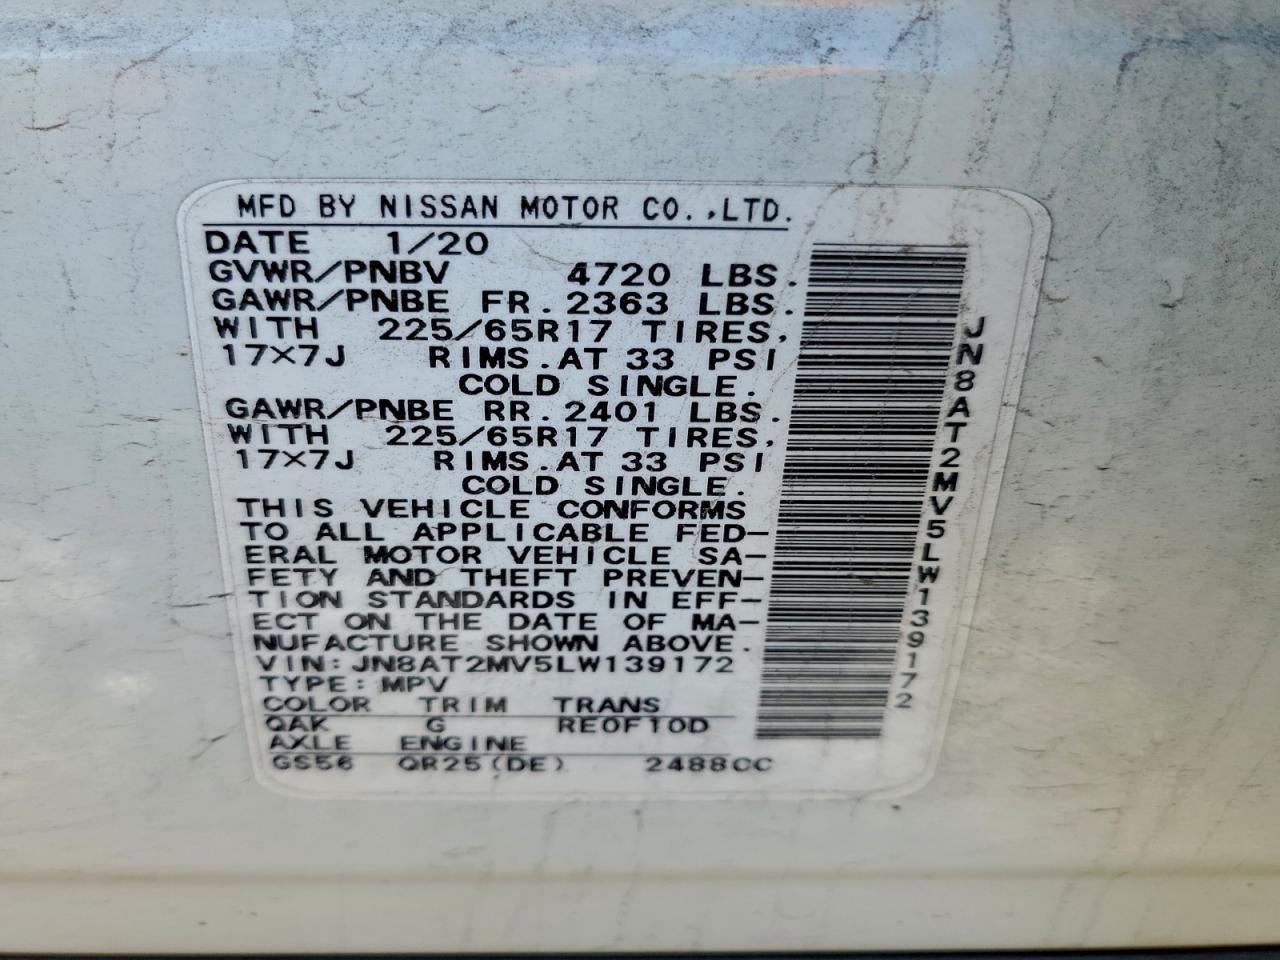 MFD BY NISSAN MOTOR CO.,LTD.
DATE 1/20
GVWR/PNBV 4720 LBS.
GAWR/PNBE FR. 2363 LBS.
WITH 225/65R17 TIRES,
17×7J RIMS.AT 33 PSI
COLD SINGLE.
GAWR/PNBE RR. 2401 LBS.
WITH 225/65R17 TIRES,
17×7J RIMS.AT 33 PSI
COLD SINGLE.
THIS VEHICLE CONFORMS
TO ALL APPLICABLE FED-
ERAL MOTOR VEHICLE SA-
FETY AND THEFT PREVEN-
TION STANDARDS IN EFF-
ECT ON THE DATE OF MA-
NUFACTURE SHOWN ABOVE.
VIN: JN8AT2MV5LW139172
TYPE: MPV
COLOR TRIM TRANS
QAK G RE0F10D
AXLE ENGINE
GS56 QR25(DE) 2488CC
JN8AT2MV5LW139172